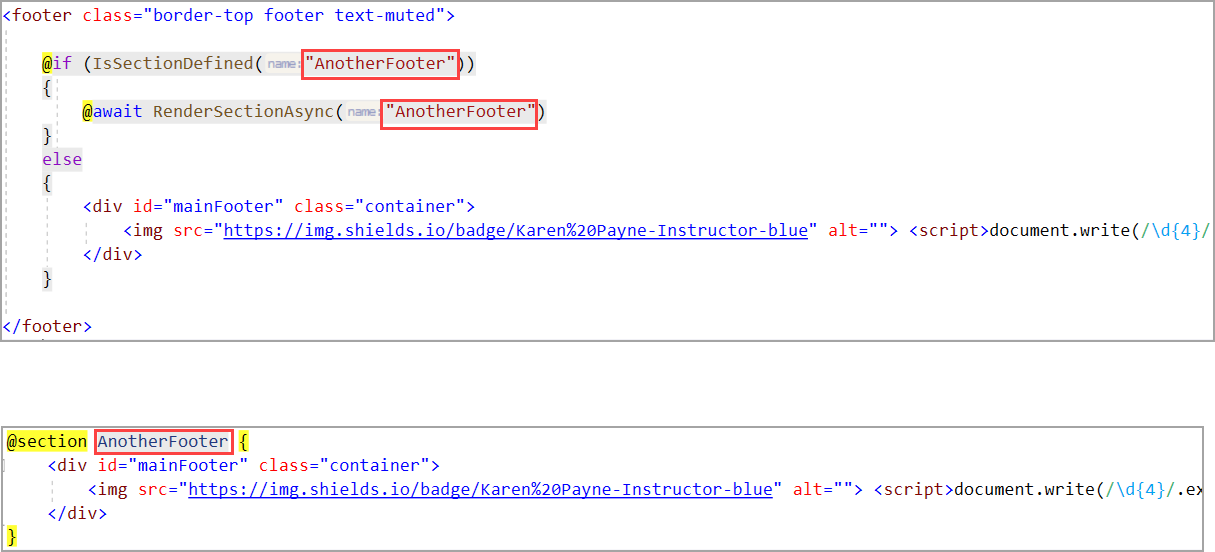 <footer class="border-top footer text-muted">
@if (IsSectionDefined( name: "AnotherFooter"))
{
@await RenderSectionAsync( name: "AnotherFooter")
}
else
{
<div id="mainFooter" class="container">
<img src="https://img.shields.io/badge/Karen%20Payne-Instructor-blue" alt=""> <script>document.write(/\d{4}/
</div>
}
</footer>
@section AnotherFooter {
<div id="mainFooter" class="container">
<img src="https://img.shields.io/badge/Karen%20Payne-Instructor-blue" alt=""> <script>document.write(/\d{4}/.ex
</div>
}